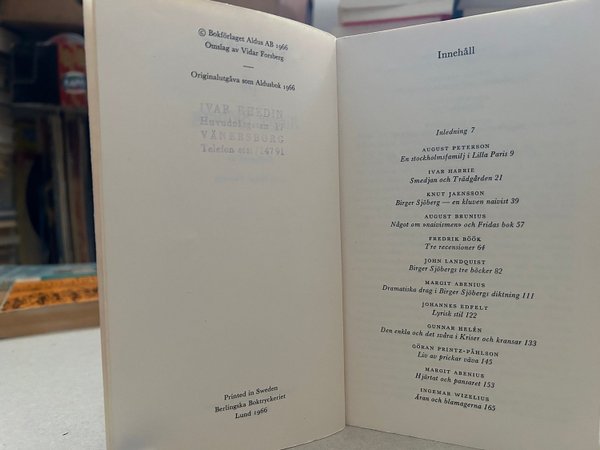 © Bokförlaget Aldus AB 1966
Omslag av Vidar Forsberg
—
Originalutgåva som Aldusbok 1966
IVAR RHEDIN
VÄNERSBORG
Telefon
Printed in Sweden
Berlingska Boktryckeriet
Lund 1966
Innehåll
Inledning 7
AUGUST PETERSON
En stockholmsfamilj i Lilla Paris 9
IVAR HARRIE
Smedjan och Trädgården 21
KNUT JAENSSON
Birger Sjöberg — en kluven naivist 39
AUGUST BRUNIUS
Något om »naivismen» och Fridas bok 57
FREDRIK BÖÖK
Tre recensioner 64
JOHN LANDQUIST
Birger Sjöbergs tre böcker 82
MARGIT ABENIUS
Dramatiska drag i Birger Sjöbergs diktning 111
JOHANNES EDFELT
Lyrisk stil 122
GUNNAR HELÉN
Den enkla och det svåra i Kriser och kransar 133
GÖRAN PRINTZ-PÅHLSON
Liv av prickar väva 145
MARGIT ABENIUS
Hjärtat och pansaret 153
INGEMAR WIZELIUS
Äran och blamagerna 165